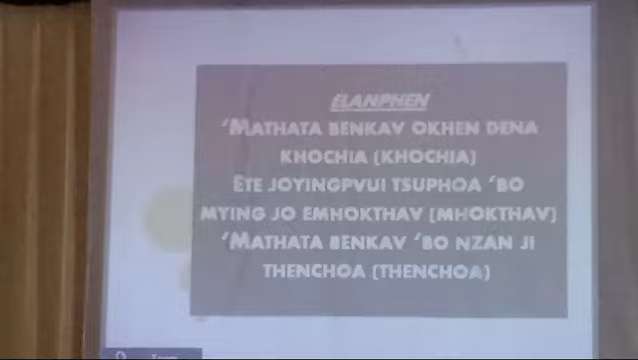 ELANPHEN
‘MATHATA BENKAV OKHEN DENA
KHOCHIA (KHOCHIA)
ETE JOYINGPVUI TSUPHOA ‘BO
MYING JO EMHOKTHAV (MHOKTHAV)
‘MATHATA BENKAV ‘BO NZAN JI
THENCHOA (THENCHOA)